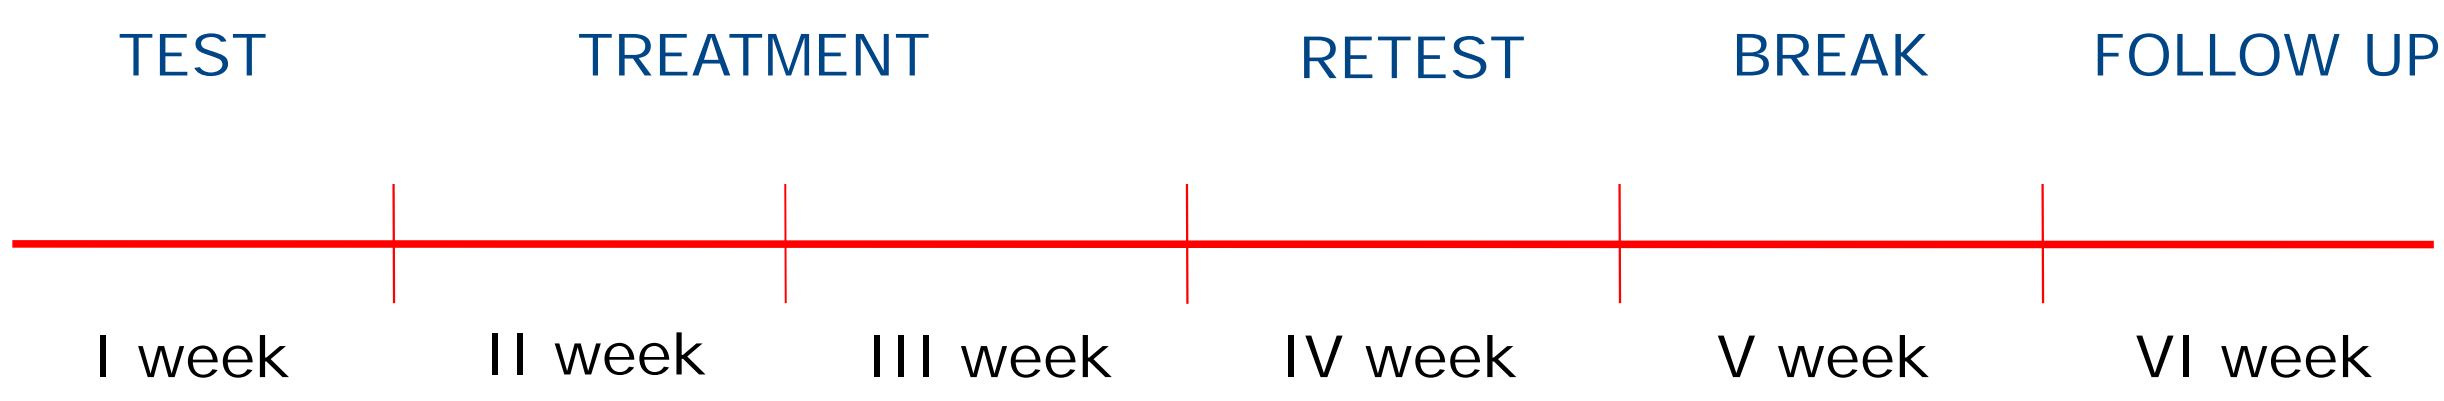 TEST TREATMENT RETEST BREAK FOLLOW UP
I week II week III week IV week V week VI week